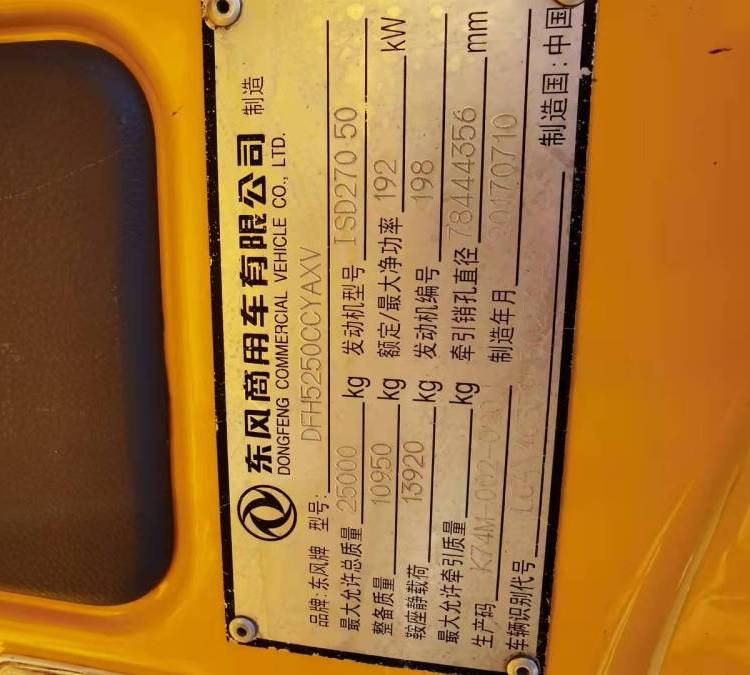 东风商用车有限公司 制造
DONGFENG COMMERCIAL VEHICLE CO., LTD.
品牌: 东风牌 型号: DFH5250CCYAXV
最大允许总质量 25000 kg 发动机型号 ISD270 50
整备质量 10950 kg 额定/最大净功率 192 kW
鞍座静载荷 13920 kg 发动机编号 198
最大允许牵引质量 kg 牵引销孔直径 78444356 mm
生产码 K74M-002- 制造年月 20170710
车辆识别代号
制造国: 中国